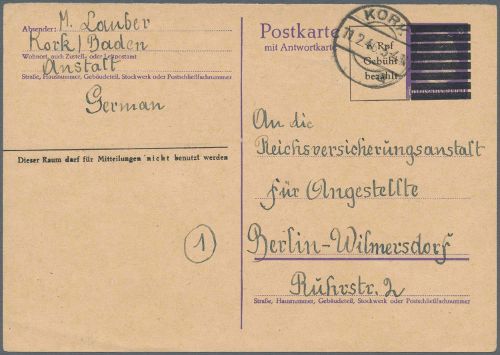 Absender: M. Lauber
Kork/Baden
Wohnort, auch Zustell- oder Leitpostamt
Anstalt
Straße, Hausnummer, Gebäudeteil, Stockwerk oder Postschließfachnummer
German
Dieser Raum darf für Mitteilungen nicht benutzt werden
1
Postkarte
mit Antwortkarte
KORK
Rpf
Gebühr
bezahlt
An die
Reichsversicherungsanstalt
für Angestellte
Berlin-Wilmersdorf
Ruhrstr. 2
Straße, Hausnummer, Gebäudeteil, Stockwerk oder Postschließfachnummer